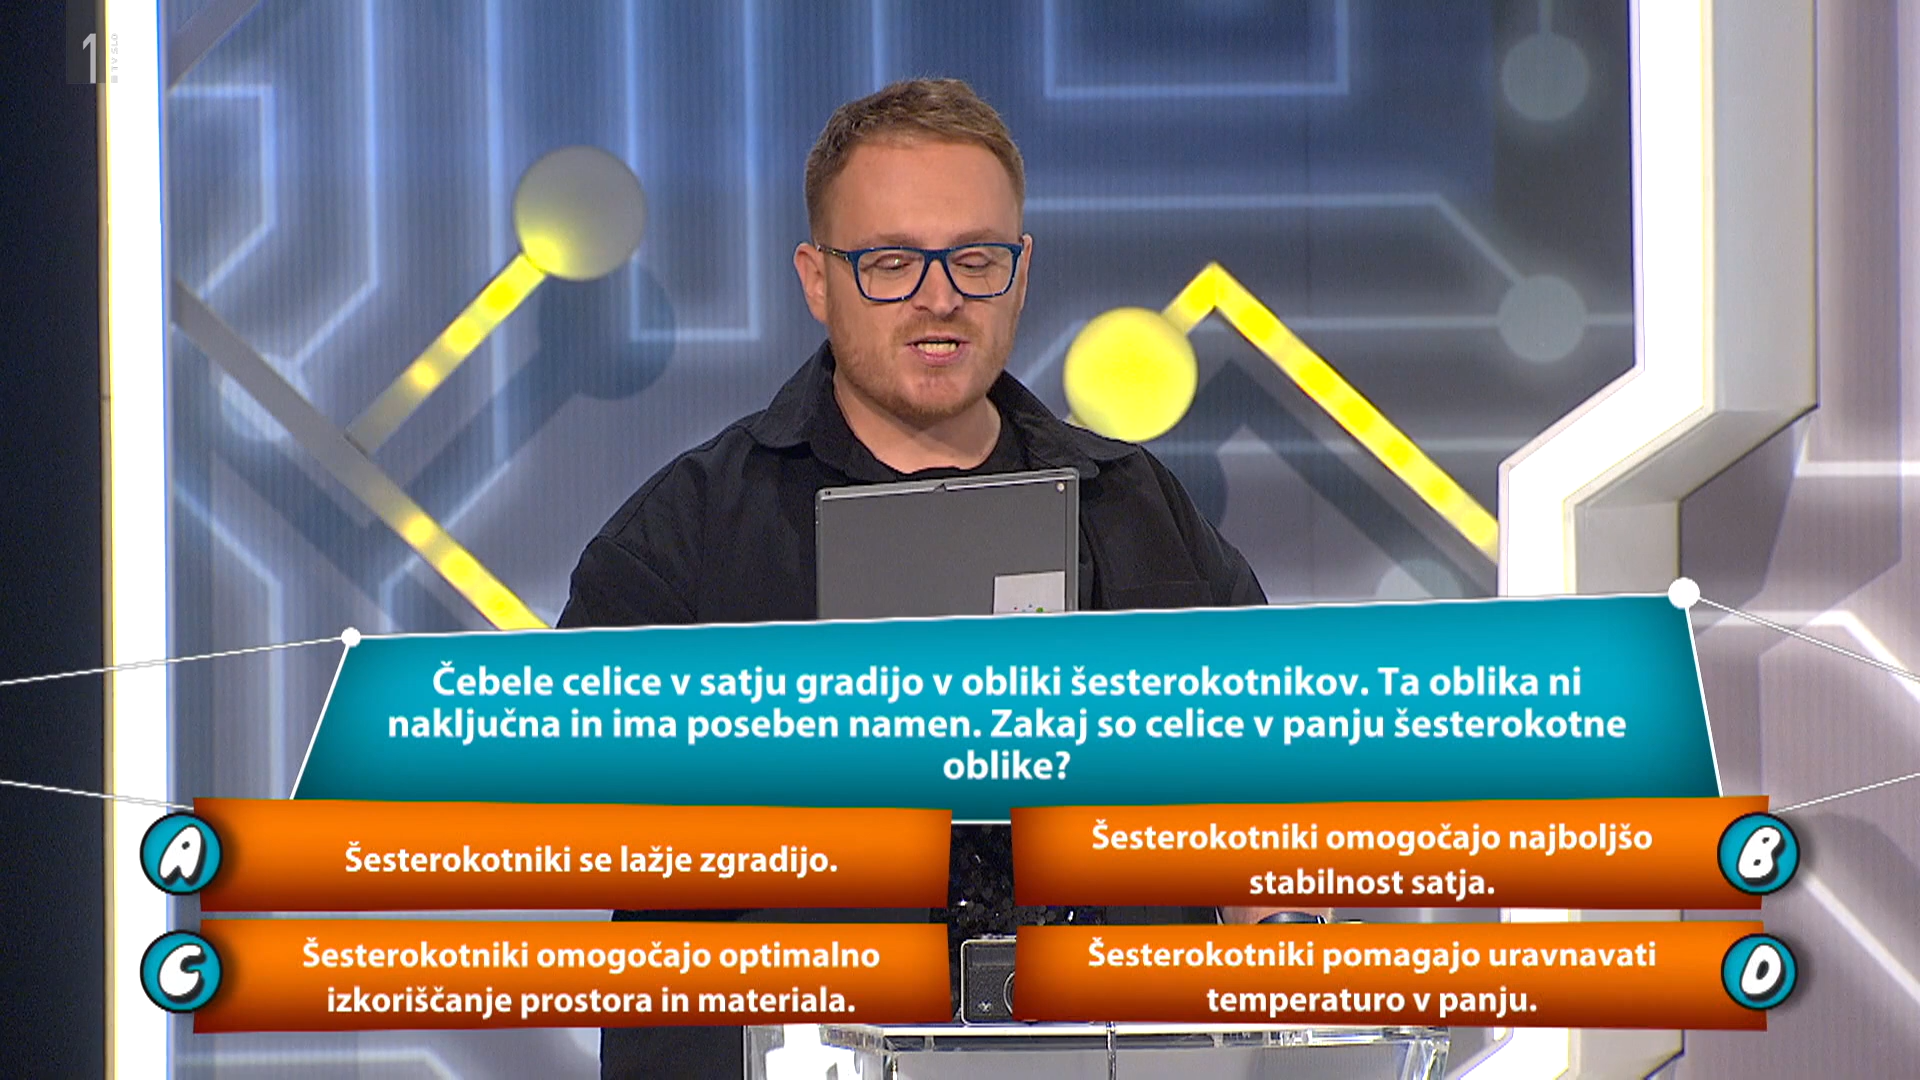 1
TV SLO
Čebele celice v satju gradijo v obliki šesterokotnikov. Ta oblika ni
naključna in ima poseben namen. Zakaj so celice v panju šesterokotne
oblike?
A
Šesterokotniki se lažje zgradijo.
Šesterokotniki omogočajo najboljšo
stabilnost satja.
B
C
Šesterokotniki omogočajo optimalno
izkoriščanje prostora in materiala.
Šesterokotniki pomagajo uravnavati
temperaturo v panju.
D